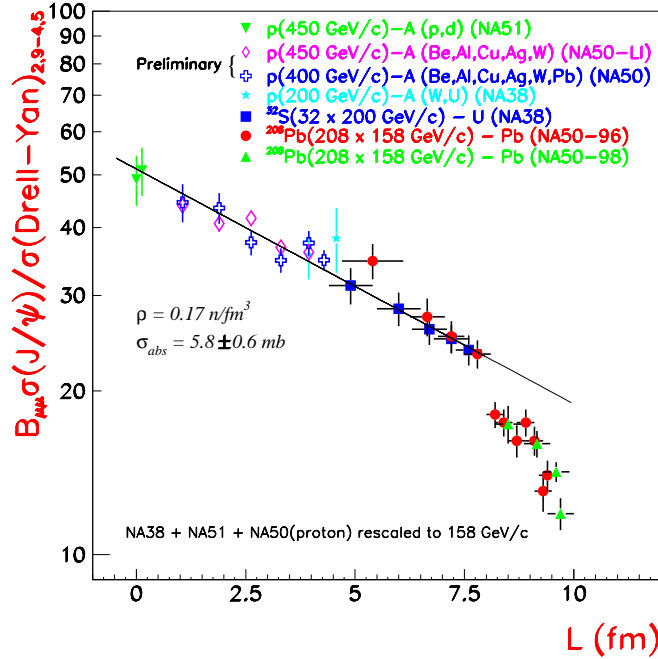 p(450 GeV/c)-A (p,d) (NA51)
p(450 GeV/c)-A (Be,Al,Cu,Ag,W) (NA50-LI)
Preliminary {
p(400 GeV/c)-A (Be,Al,Cu,Ag,W,Pb) (NA50)
p(200 GeV/c)-A (W,U) (NA38)
³²S(32 x 200 GeV/c) - U (NA38)
²⁰⁸Pb(208 x 158 GeV/c) - Pb (NA50-96)
²⁰⁸Pb(208 x 158 GeV/c) - Pb (NA50-98)
B_μμσ(J/ψ)/σ(Drell-Yan)_2.9-4.5
100
90
80
70
60
50
40
30
20
10
ρ = 0.17 n/fm³
σ_abs = 5.8±0.6 mb
NA38 + NA51 + NA50(proton) rescaled to 158 GeV/c
0 2.5 5 7.5 10
L (fm)